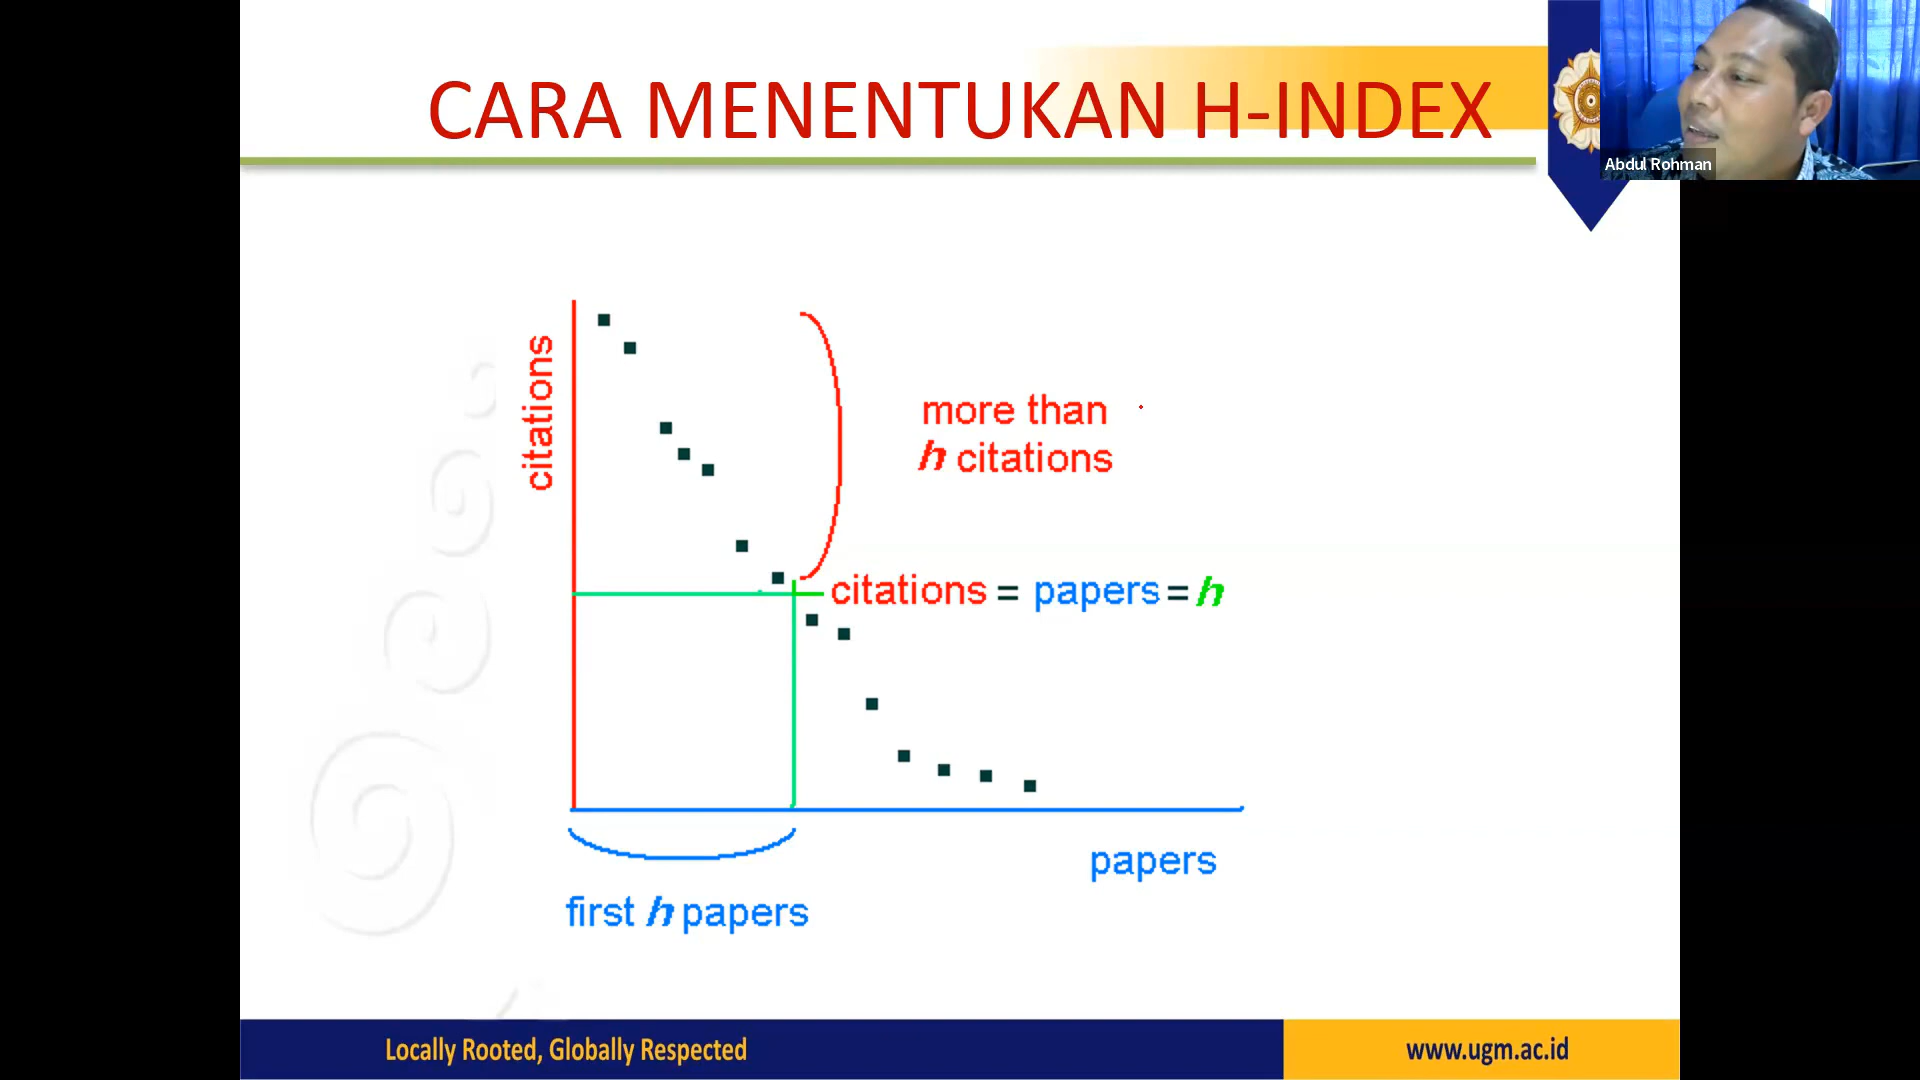 CARA MENENTUKAN H-INDEX
Abdul Rohman
citations
more than
h citations
citations = papers = h
papers
first h papers
Locally Rooted, Globally Respected
www.ugm.ac.id